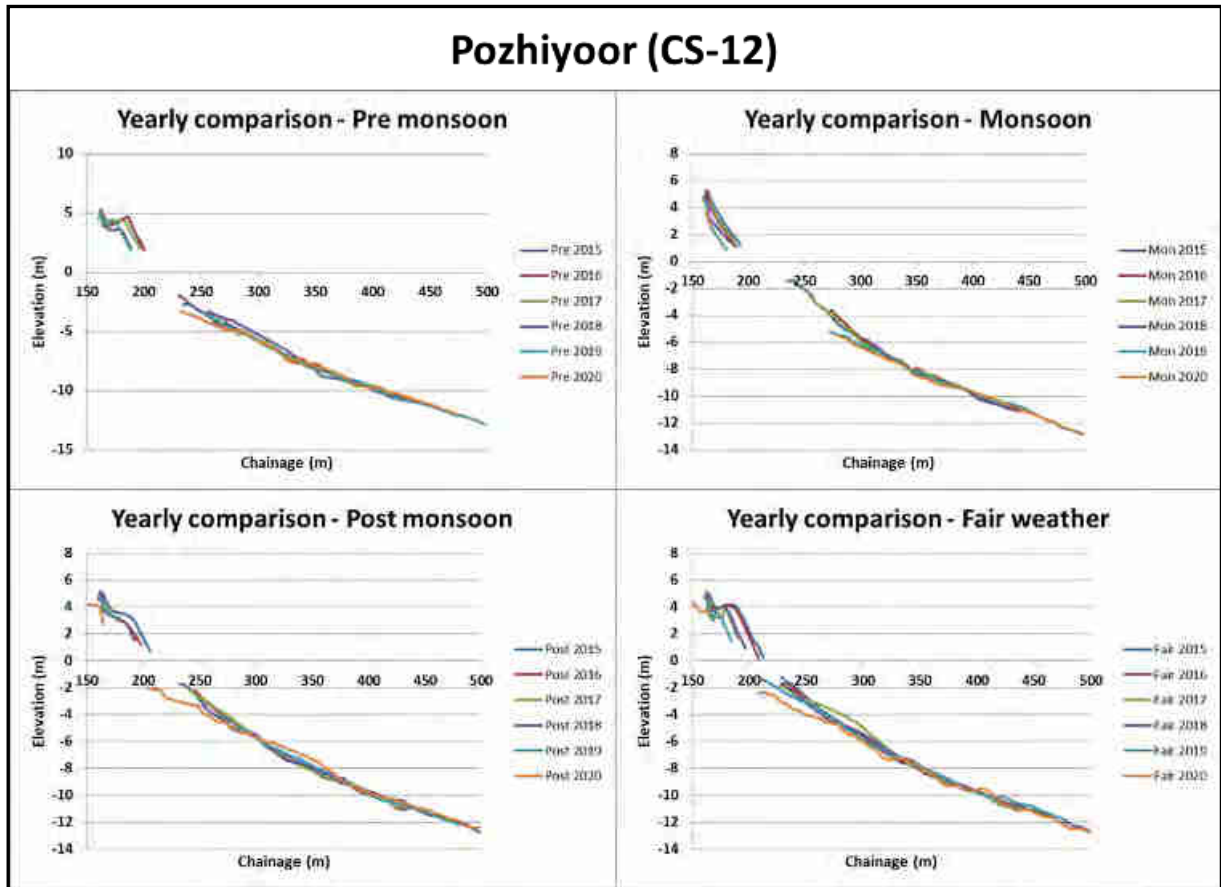 Pozhiyoor (CS-12)
Yearly comparison - Pre monsoon
10
5
0
-5
-10
-15
150 200 250 300 350 400 450 500
Elevation (m)
Chainage (m)
Pre 2015
Pre 2016
Pre 2017
Pre 2018
Pre 2019
Pre 2020
Yearly comparison - Monsoon
8
6
4
2
0
-2
-4
-6
-8
-10
-12
-14
150 200 250 300 350 400 450 500
Elevation (m)
Chainage (m)
Mon 2015
Mon 2016
Mon 2017
Mon 2018
Mon 2019
Mon 2020
Yearly comparison - Post monsoon
8
6
4
2
0
-2
-4
-6
-8
-10
-12
-14
150 200 250 300 350 400 450 500
Elevation (m)
Chainage (m)
Post 2015
Post 2016
Post 2017
Post 2018
Post 2019
Post 2020
Yearly comparison - Fair weather
8
6
4
2
0
-2
-4
-6
-8
-10
-12
-14
150 200 250 300 350 400 450 500
Elevation (m)
Chainage (m)
Fair 2015
Fair 2016
Fair 2017
Fair 2018
Fair 2019
Fair 2020